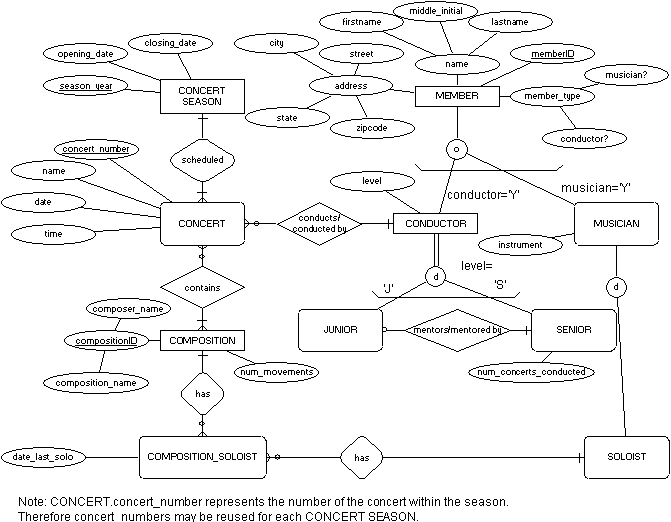 middle_initial
firstname
lastname
closing_date
city
opening_date
street
name
memberID
musician?
season_year
CONCERT
SEASON
address
MEMBER
member_type
state
zipcode
conductor?
concert_number
scheduled
o
name
level
conductor='Y'
musician='Y'
date
CONCERT
conducts/
conducted by
CONDUCTOR
MUSICIAN
time
instrument
level=
d
d
contains
'J'
'S'
composer_name
compositionID
COMPOSITION
JUNIOR
mentors/mentored by
SENIOR
composition_name
num_movements
num_concerts_conducted
has
date_last_solo
COMPOSITION_SOLOIST
has
SOLOIST
Note: CONCERT.concert_number represents the number of the concert within the season.
Therefore concert_numbers may be reused for each CONCERT SEASON.